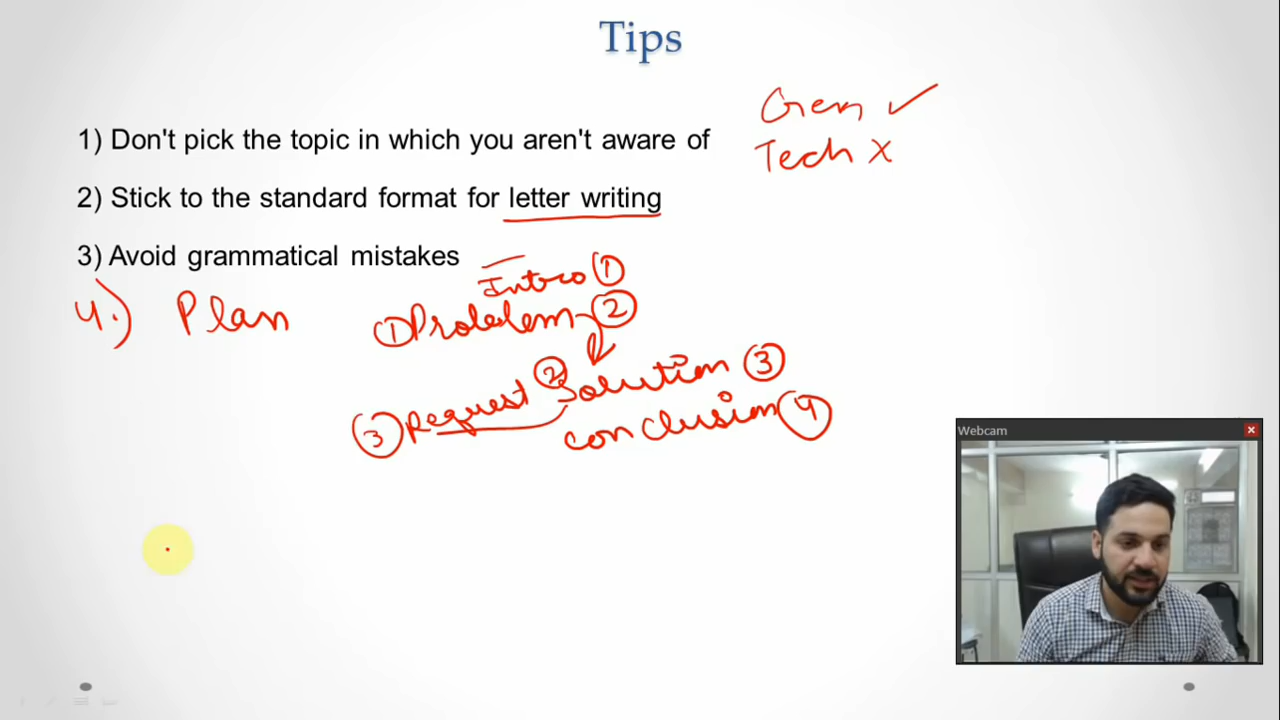 Tips
1) Don't pick the topic in which you aren't aware of
Gen ✓
Tech X
2) Stick to the standard format for letter writing
3) Avoid grammatical mistakes
Intro ①
4.) Plan ① Problem ②
② Solution ③
③ Request
conclusion ④
Webcam